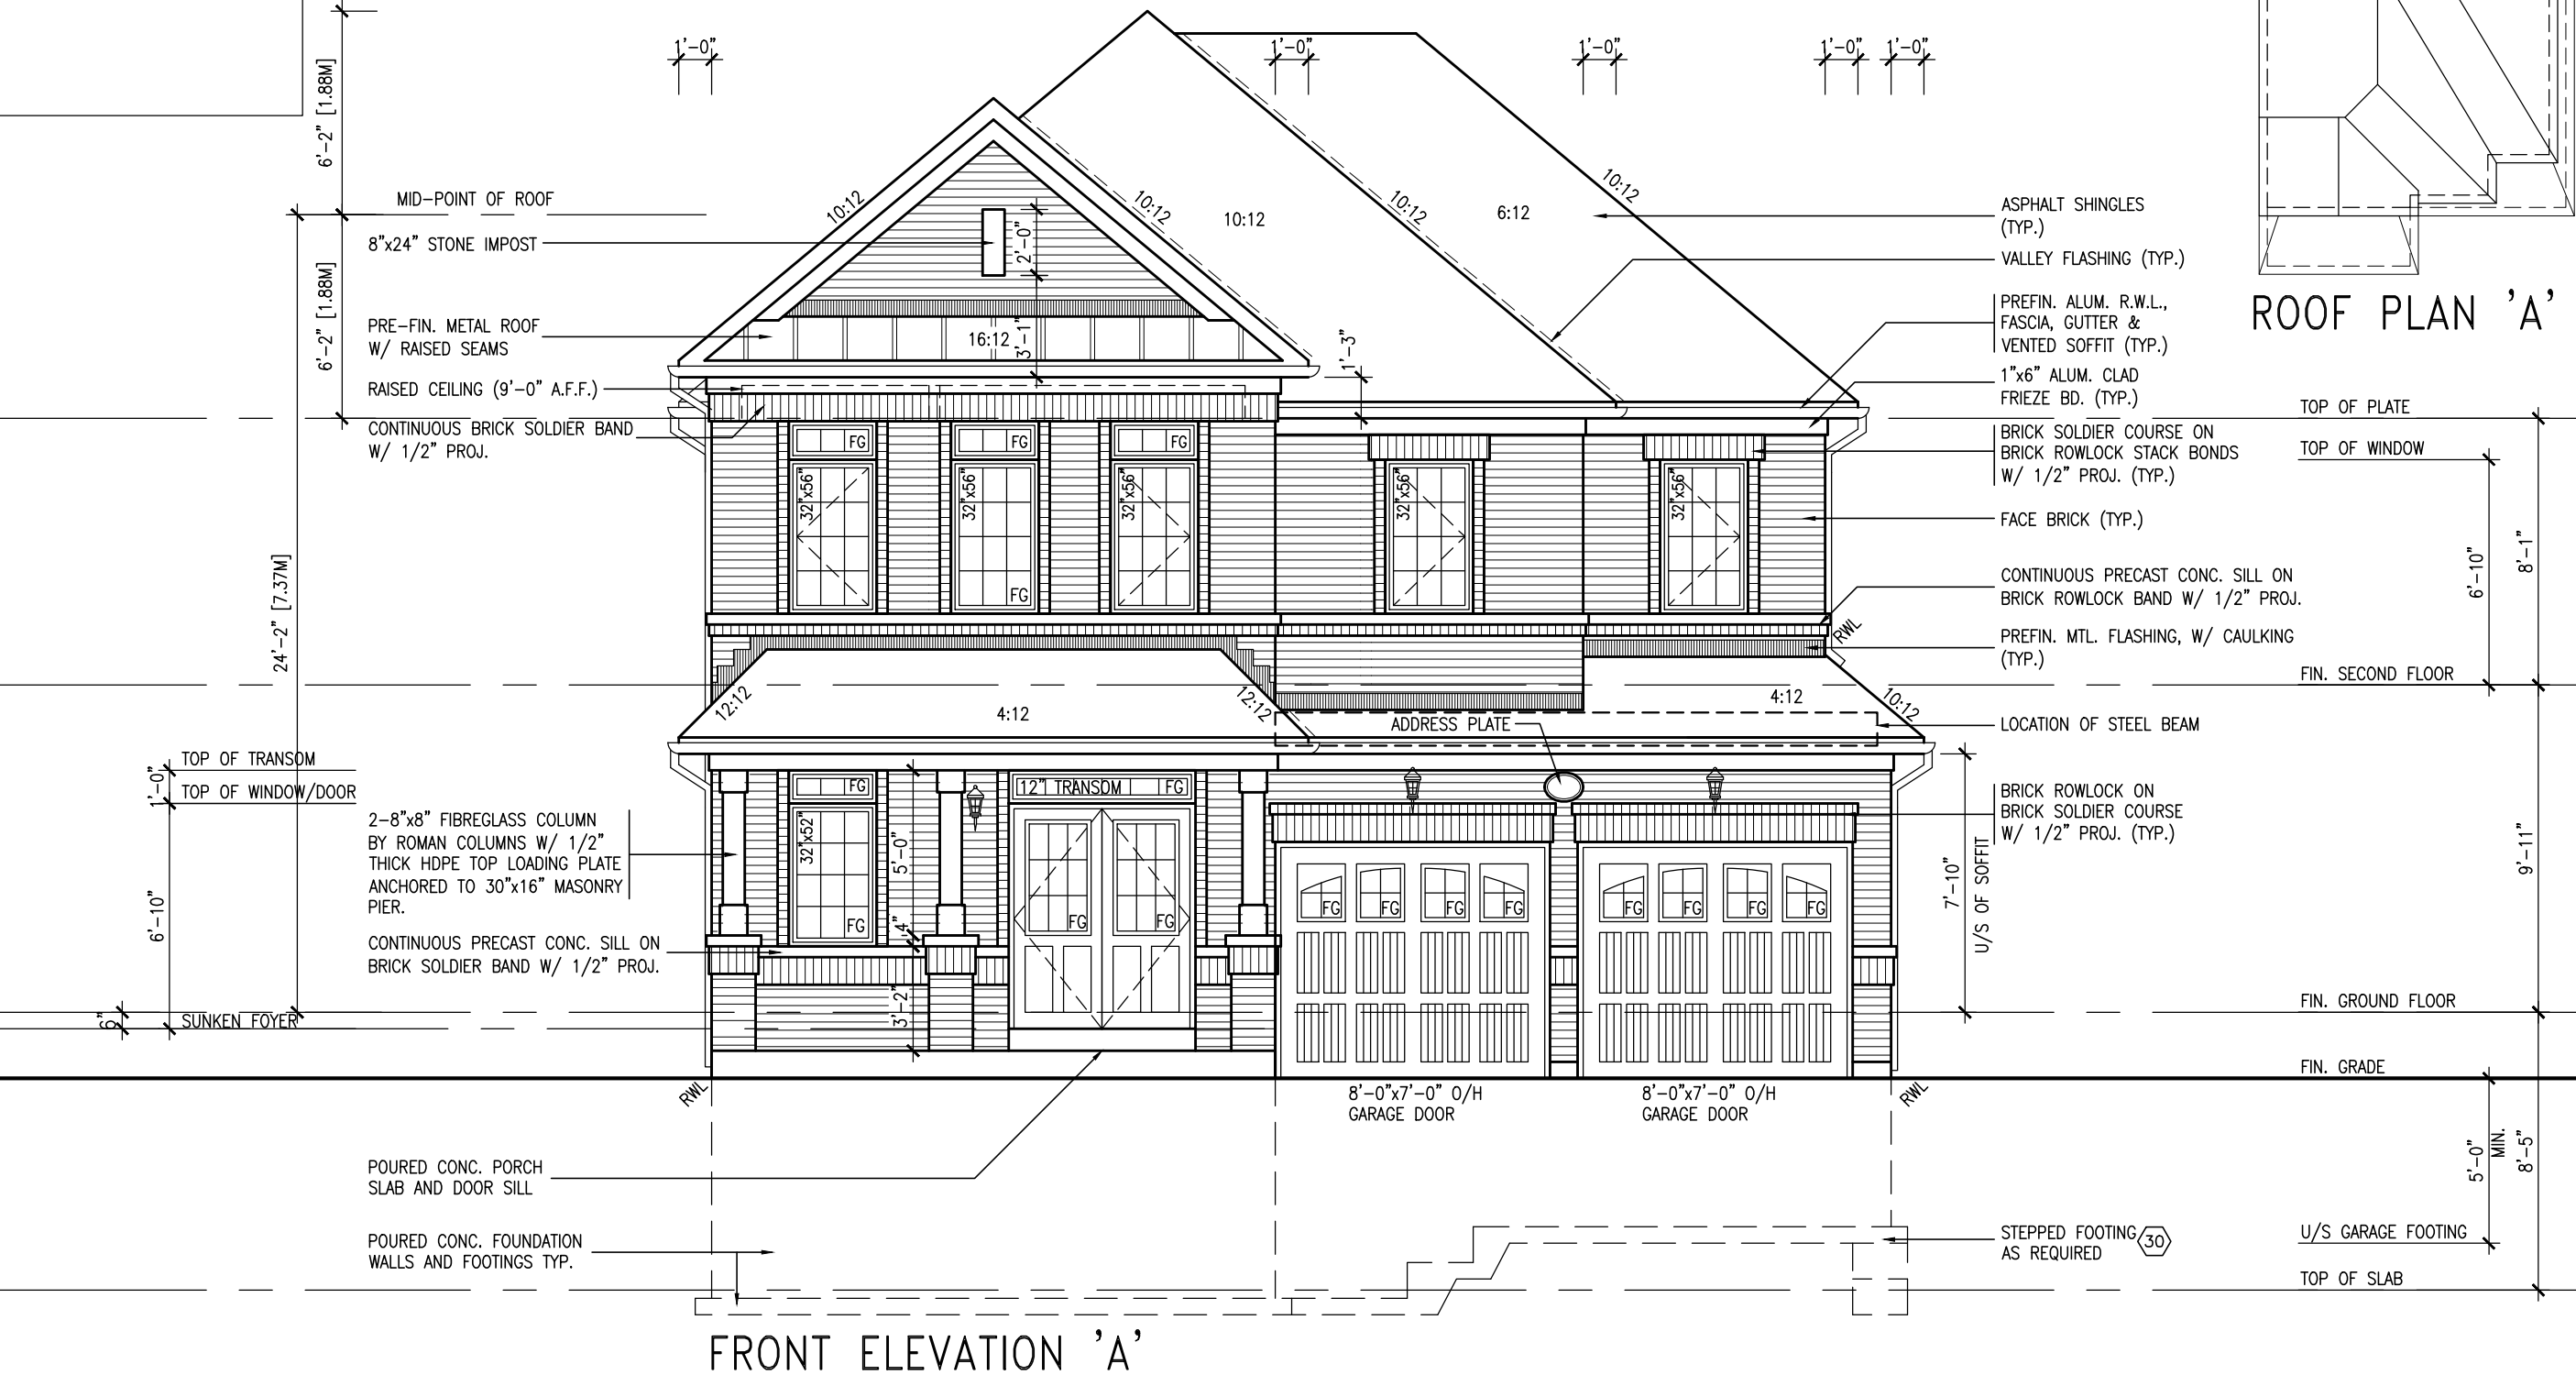 1'-0"
1'-0"
1'-0"
1'-0"
1'-0"
6'-2" [1.88M]
6'-2" [1.88M]
24'-2" [7.37M]
MID-POINT OF ROOF
8"x24" STONE IMPOST
PRE-FIN. METAL ROOF
W/ RAISED SEAMS
RAISED CEILING (9'-0" A.F.F.)
CONTINUOUS BRICK SOLDIER BAND
W/ 1/2" PROJ.
TOP OF TRANSOM
TOP OF WINDOW/DOOR
1'-0"
6'-10"
6"
SUNKEN FOYER
2-8"x8" FIBREGLASS COLUMN
BY ROMAN COLUMNS W/ 1/2"
THICK HDPE TOP LOADING PLATE
ANCHORED TO 30"x16" MASONRY
PIER.
CONTINUOUS PRECAST CONC. SILL ON
BRICK SOLDIER BAND W/ 1/2" PROJ.
POURED CONC. PORCH
SLAB AND DOOR SILL
POURED CONC. FOUNDATION
WALLS AND FOOTINGS TYP.
10:12
10:12
10:12
10:12
6:12
10:12
2'-0"
16:12
3'-1"
1'-3"
FG
FG
FG
32"x56"
32"x56"
32"x56"
32"x56"
32"x56"
FG
RWL
12:12
4:12
12:12
4:12
10:12
ADDRESS PLATE
FG
12" TRANSOM
FG
32"x52"
5'-0"
FG
4"
FG
FG
3'-2"
FG
FG
FG
FG
FG
FG
FG
FG
7'-10"
U/S OF SOFFIT
RWL
8'-0"x7'-0" O/H
GARAGE DOOR
8'-0"x7'-0" O/H
GARAGE DOOR
RWL
ASPHALT SHINGLES
(TYP.)
VALLEY FLASHING (TYP.)
PREFIN. ALUM. R.W.L.,
FASCIA, GUTTER &
VENTED SOFFIT (TYP.)
1"x6" ALUM. CLAD
FRIEZE BD. (TYP.)
BRICK SOLDIER COURSE ON
BRICK ROWLOCK STACK BONDS
W/ 1/2" PROJ. (TYP.)
FACE BRICK (TYP.)
CONTINUOUS PRECAST CONC. SILL ON
BRICK ROWLOCK BAND W/ 1/2" PROJ.
PREFIN. MTL. FLASHING, W/ CAULKING
(TYP.)
LOCATION OF STEEL BEAM
BRICK ROWLOCK ON
BRICK SOLDIER COURSE
W/ 1/2" PROJ. (TYP.)
STEPPED FOOTING 30
AS REQUIRED
ROOF PLAN 'A'
TOP OF PLATE
TOP OF WINDOW
6'-10"
8'-1"
FIN. SECOND FLOOR
9'-11"
FIN. GROUND FLOOR
FIN. GRADE
5'-0"
MIN.
8'-5"
U/S GARAGE FOOTING
TOP OF SLAB
FRONT ELEVATION 'A'